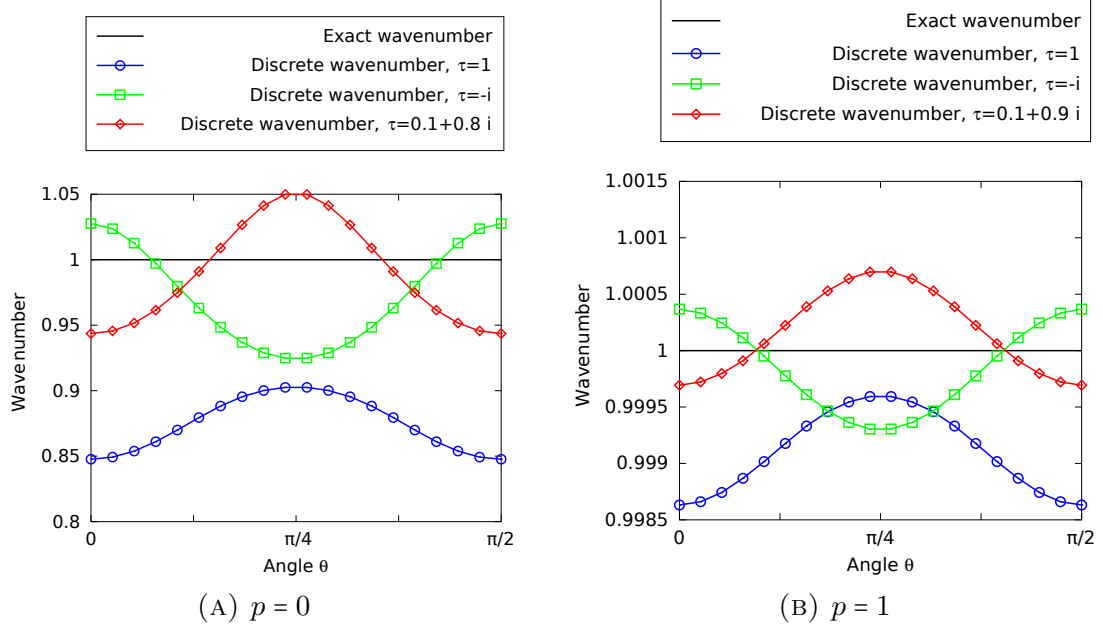 Exact wavenumber
Discrete wavenumber, τ=1
Discrete wavenumber, τ=-i
Discrete wavenumber, τ=0.1+0.8 i
1.05
1
0.95
0.9
0.85
0.8
Wavenumber
0
π/4
π/2
Angle θ
(A) p = 0
Exact wavenumber
Discrete wavenumber, τ=1
Discrete wavenumber, τ=-i
Discrete wavenumber, τ=0.1+0.9 i
1.0015
1.001
1.0005
1
0.9995
0.999
0.9985
Wavenumber
0
π/4
π/2
Angle θ
(B) p = 1